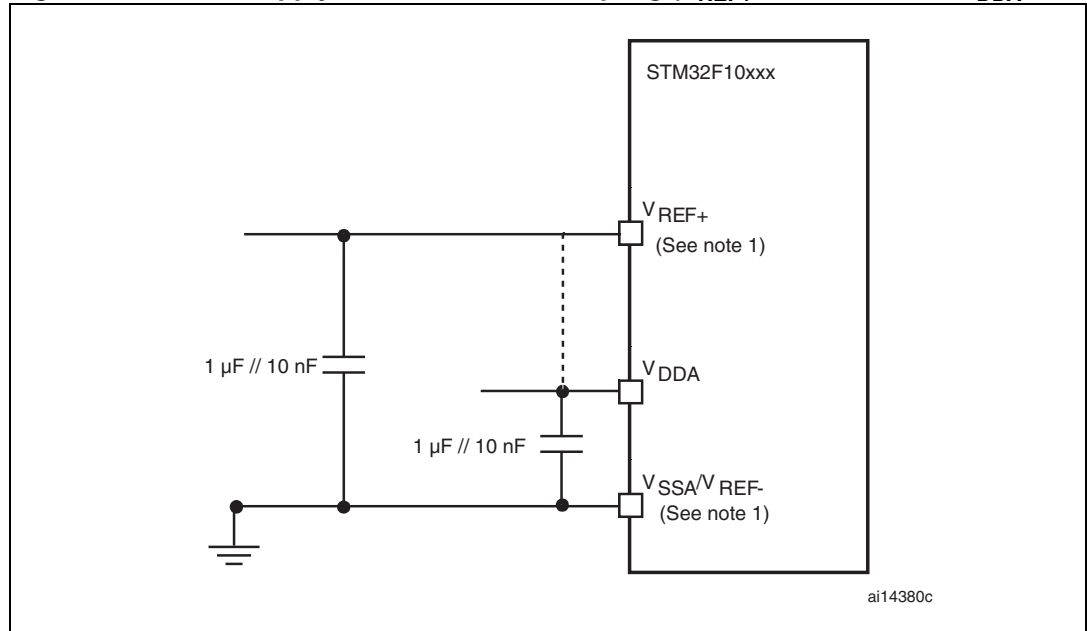 STM32F10xxx
VREF+
(See note 1)
1 µF // 10 nF
VDDA
1 µF // 10 nF
VSSA/VREF-
(See note 1)
ai14380c